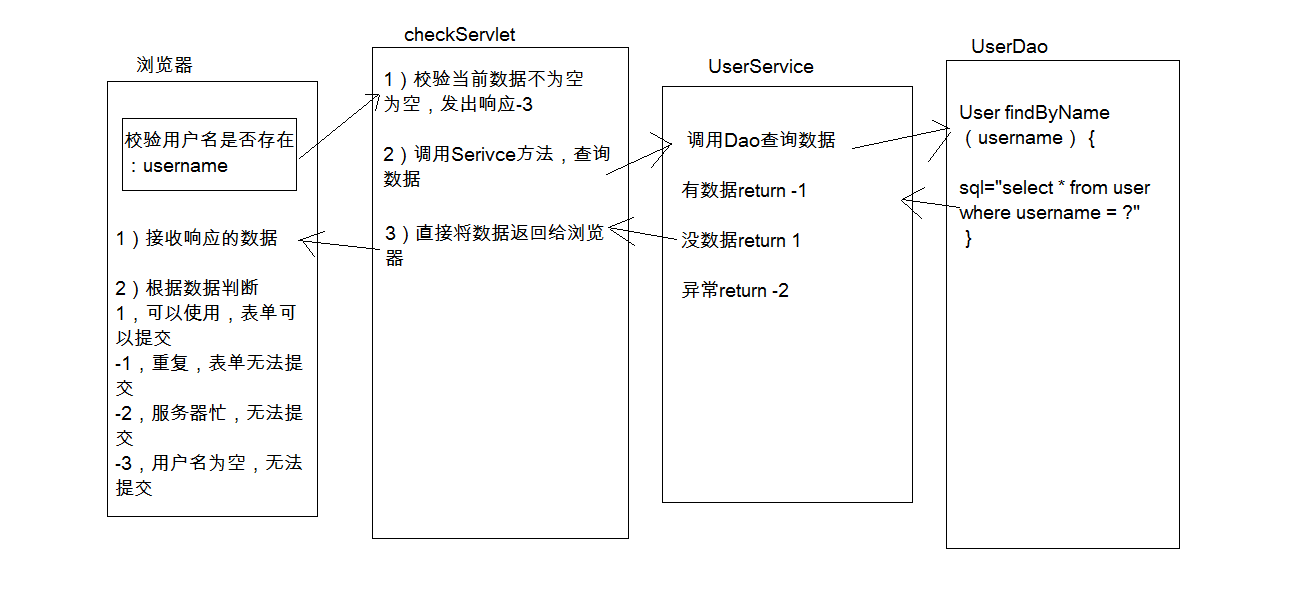 浏览器
校验用户名是否存在
：username
1）接收响应的数据
2）根据数据判断
1，可以使用，表单可
以提交
-1，重复，表单无法提
交
-2，服务器忙，无法提
交
-3，用户名为空，无法
提交
checkServlet
1）校验当前数据不为空
为空，发出响应-3
2）调用Serivce方法，查询
数据
3）直接将数据返回给浏览
器
UserService
调用Dao查询数据
有数据return -1
没数据return 1
异常return -2
UserDao
User findByName
（username）{
sql="select * from user
where username = ?"
}